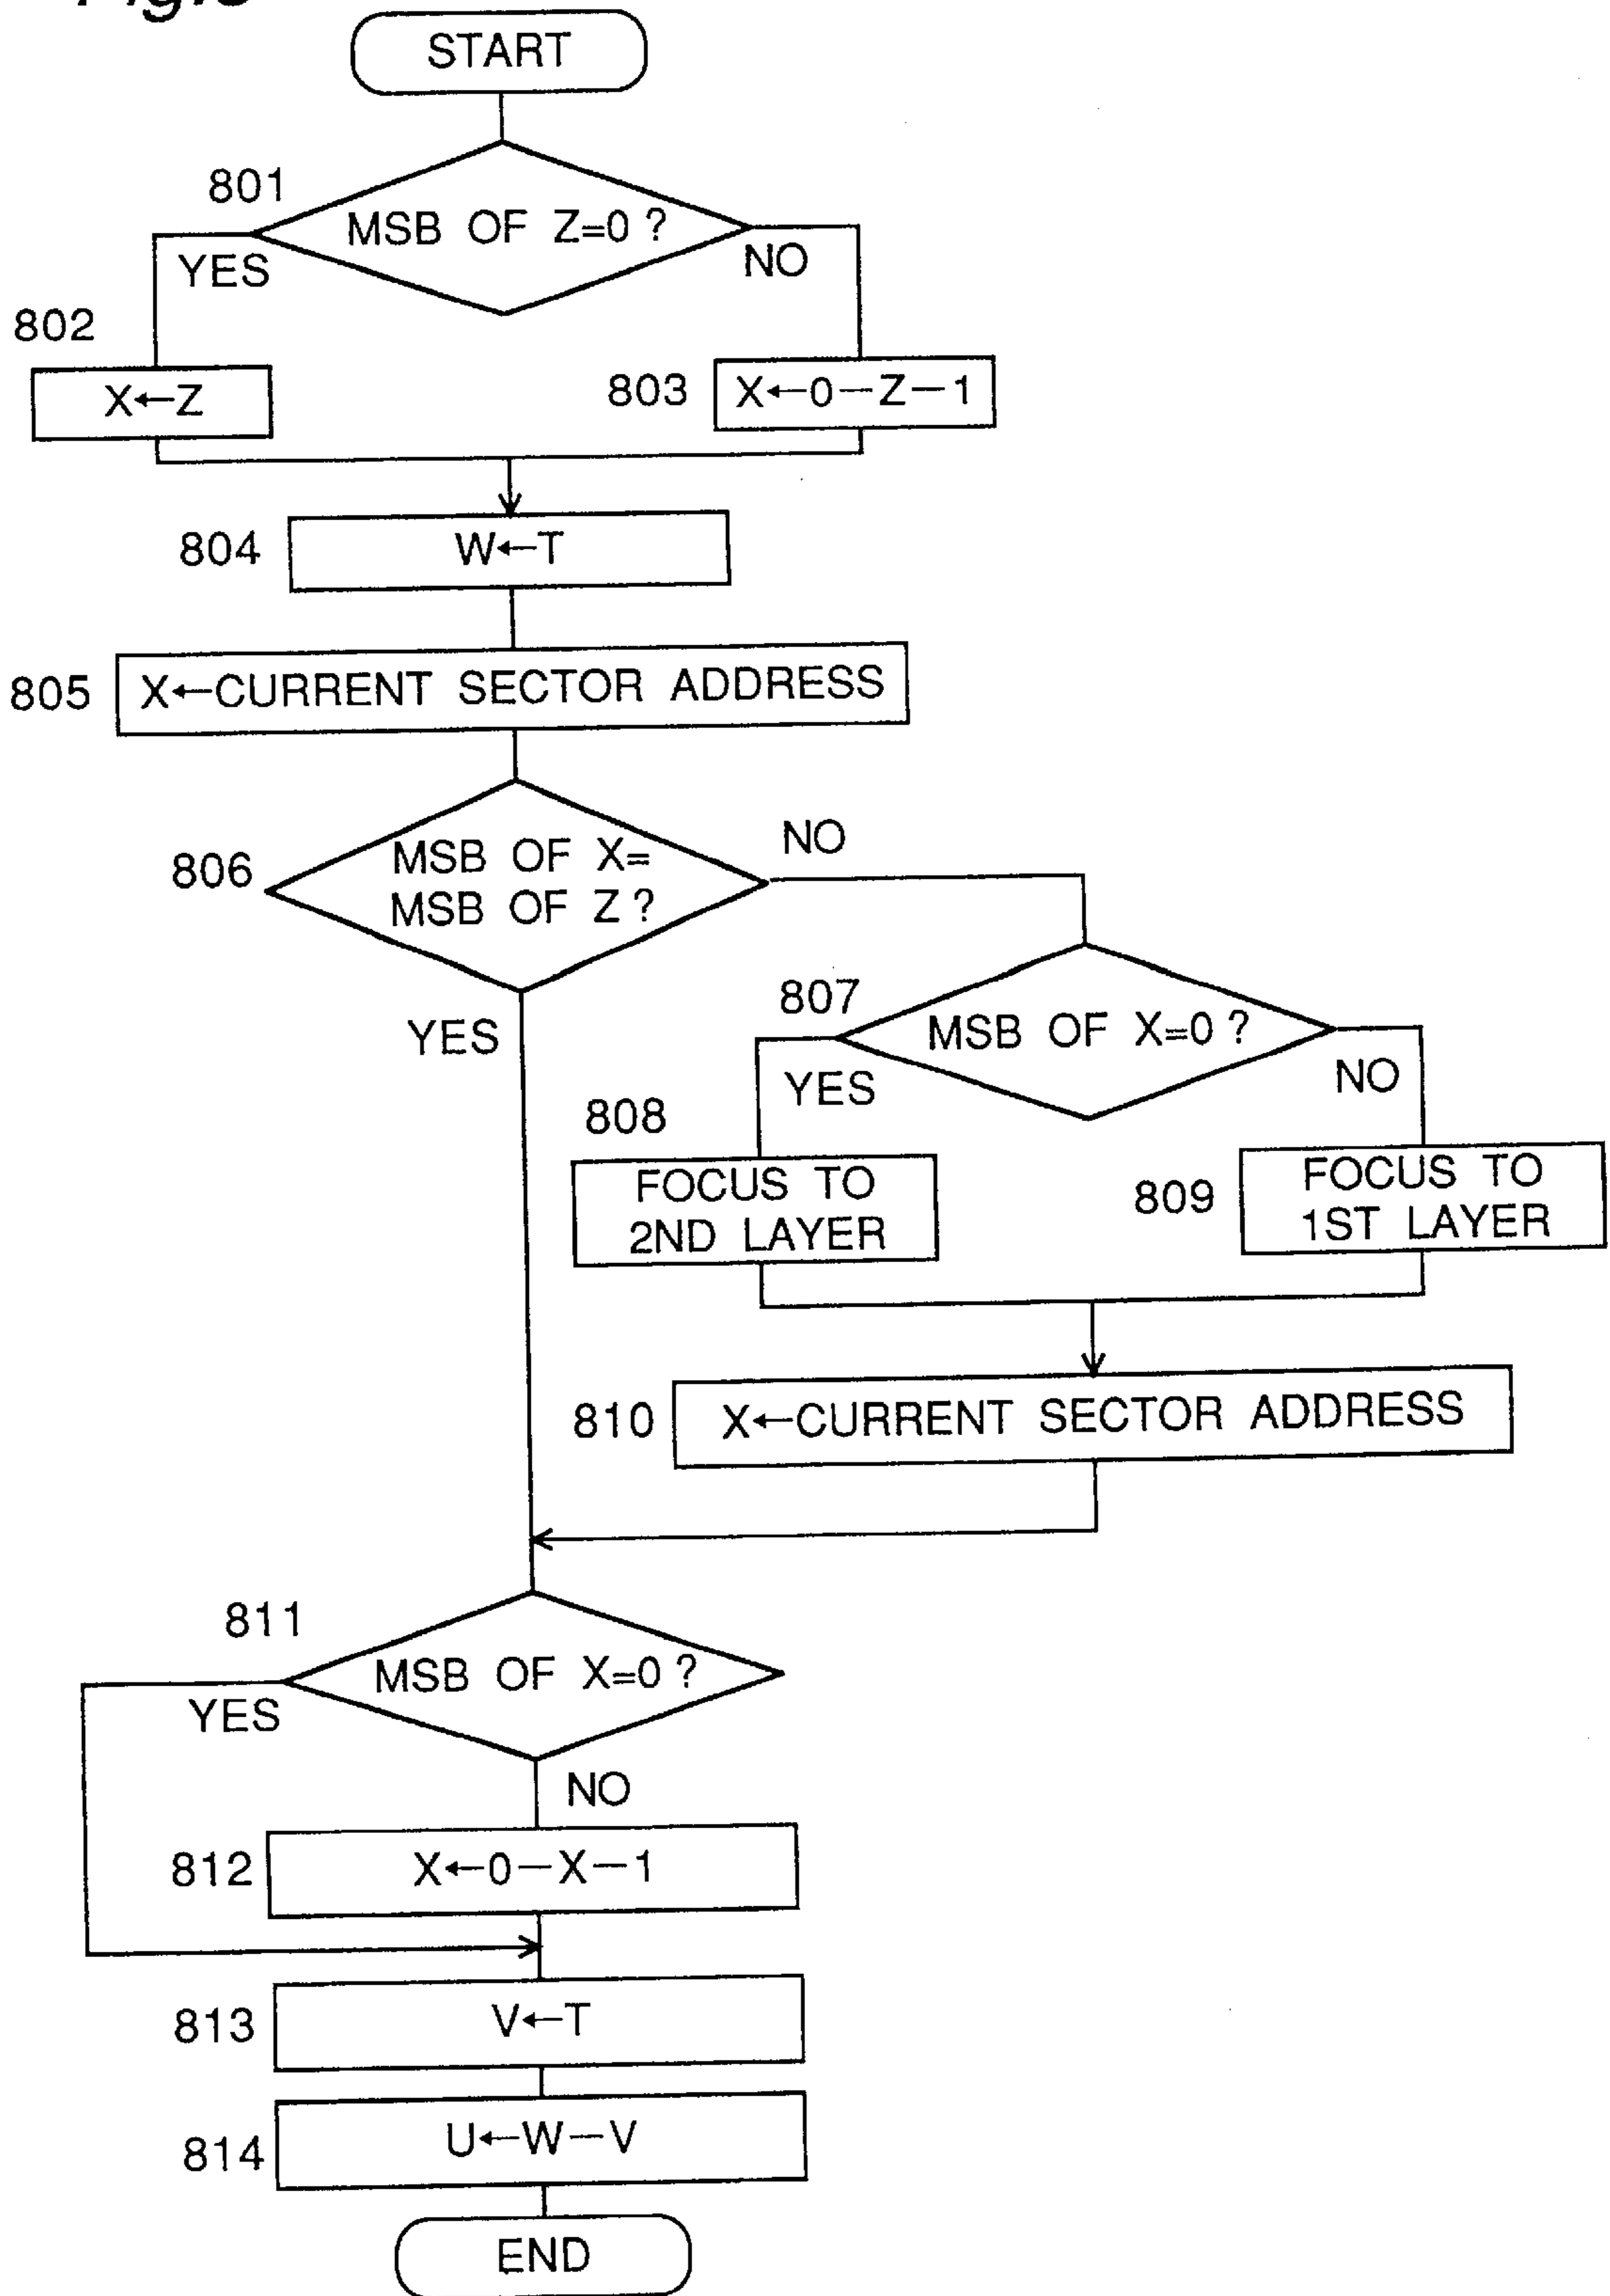 START
801
MSB OF Z=0 ?
YES
NO
802
X←Z
803
X←0—Z—1
804
W←T
805
X←CURRENT SECTOR ADDRESS
806
MSB OF X=
MSB OF Z ?
NO
YES
807
MSB OF X=0 ?
YES
NO
808
FOCUS TO
2ND LAYER
809
FOCUS TO
1ST LAYER
810
X←CURRENT SECTOR ADDRESS
811
MSB OF X=0 ?
YES
NO
812
X←0—X—1
813
V←T
814
U←W—V
END